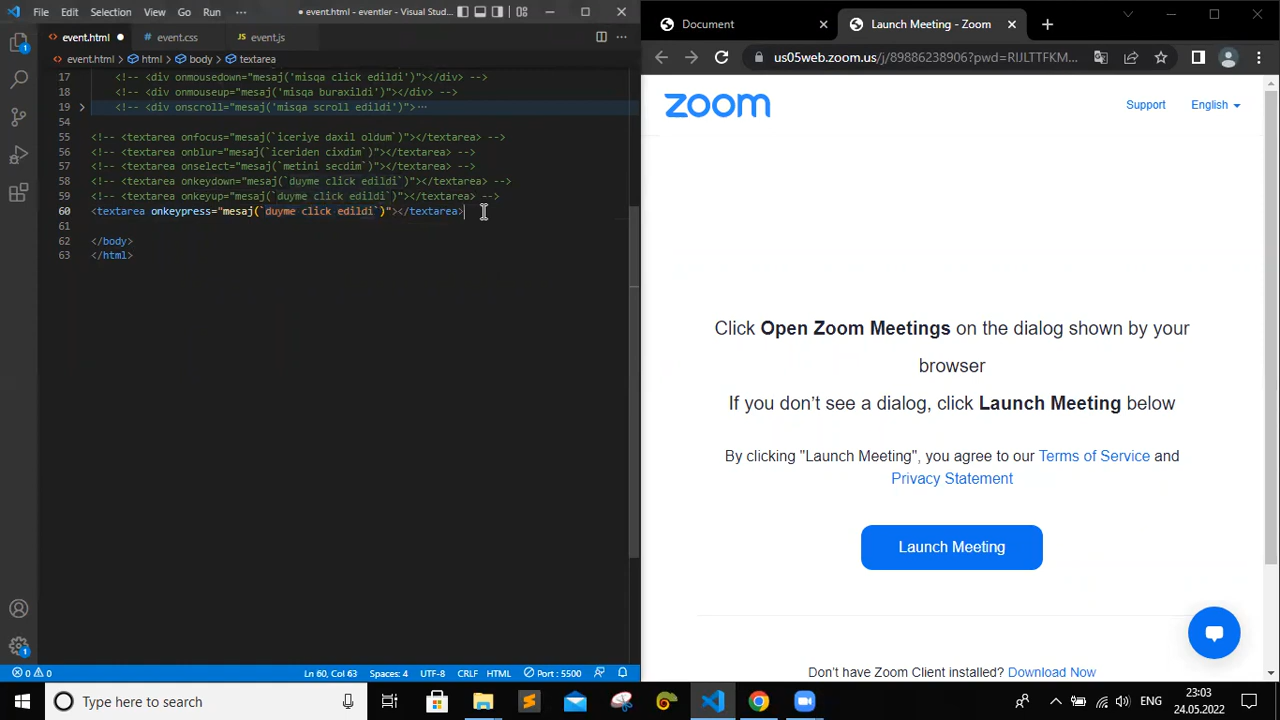 File Edit Selection View Go Run ... event.html - eventler - Visual Stud...
event.html event.css event.js
event.html > html > body > textarea
17 <!-- <div onmousedown="mesaj('misqa click edildi')"></div> -->
18 <!-- <div onmouseup="mesaj('misqa buraxildi')"></div> -->
19 <!-- <div onscroll="mesaj('misqa scroll edildi')">...
54
55 <!-- <textarea onfocus="mesaj(`iceriye daxil oldum`)"></textarea> -->
56 <!-- <textarea onblur="mesaj(`iceriden cixdim`)"></textarea> -->
57 <!-- <textarea onselect="mesaj(`metini secdim`)"></textarea> -->
58 <!-- <textarea onkeydown="mesaj(`duyme click edildi`)"></textarea> -->
59 <!-- <textarea onkeyup="mesaj(`duyme click edildi`)"></textarea> -->
60 <textarea onkeypress="mesaj(`duyme click edildi`)"></textarea>
61
62 </body>
63 </html>
1
1
0 0 Ln 60, Col 63 Spaces: 4 UTF-8 CRLF HTML Port : 5500
Document Launch Meeting - Zoom
us05web.zoom.us/j/89886238906?pwd=RlJLTTFKM...
zoom Support English
Click Open Zoom Meetings on the dialog shown by your
browser
If you don't see a dialog, click Launch Meeting below
By clicking "Launch Meeting", you agree to our Terms of Service and
Privacy Statement
Launch Meeting
Don't have Zoom Client installed? Download Now
Type here to search
ENG
23:03
24.05.2022